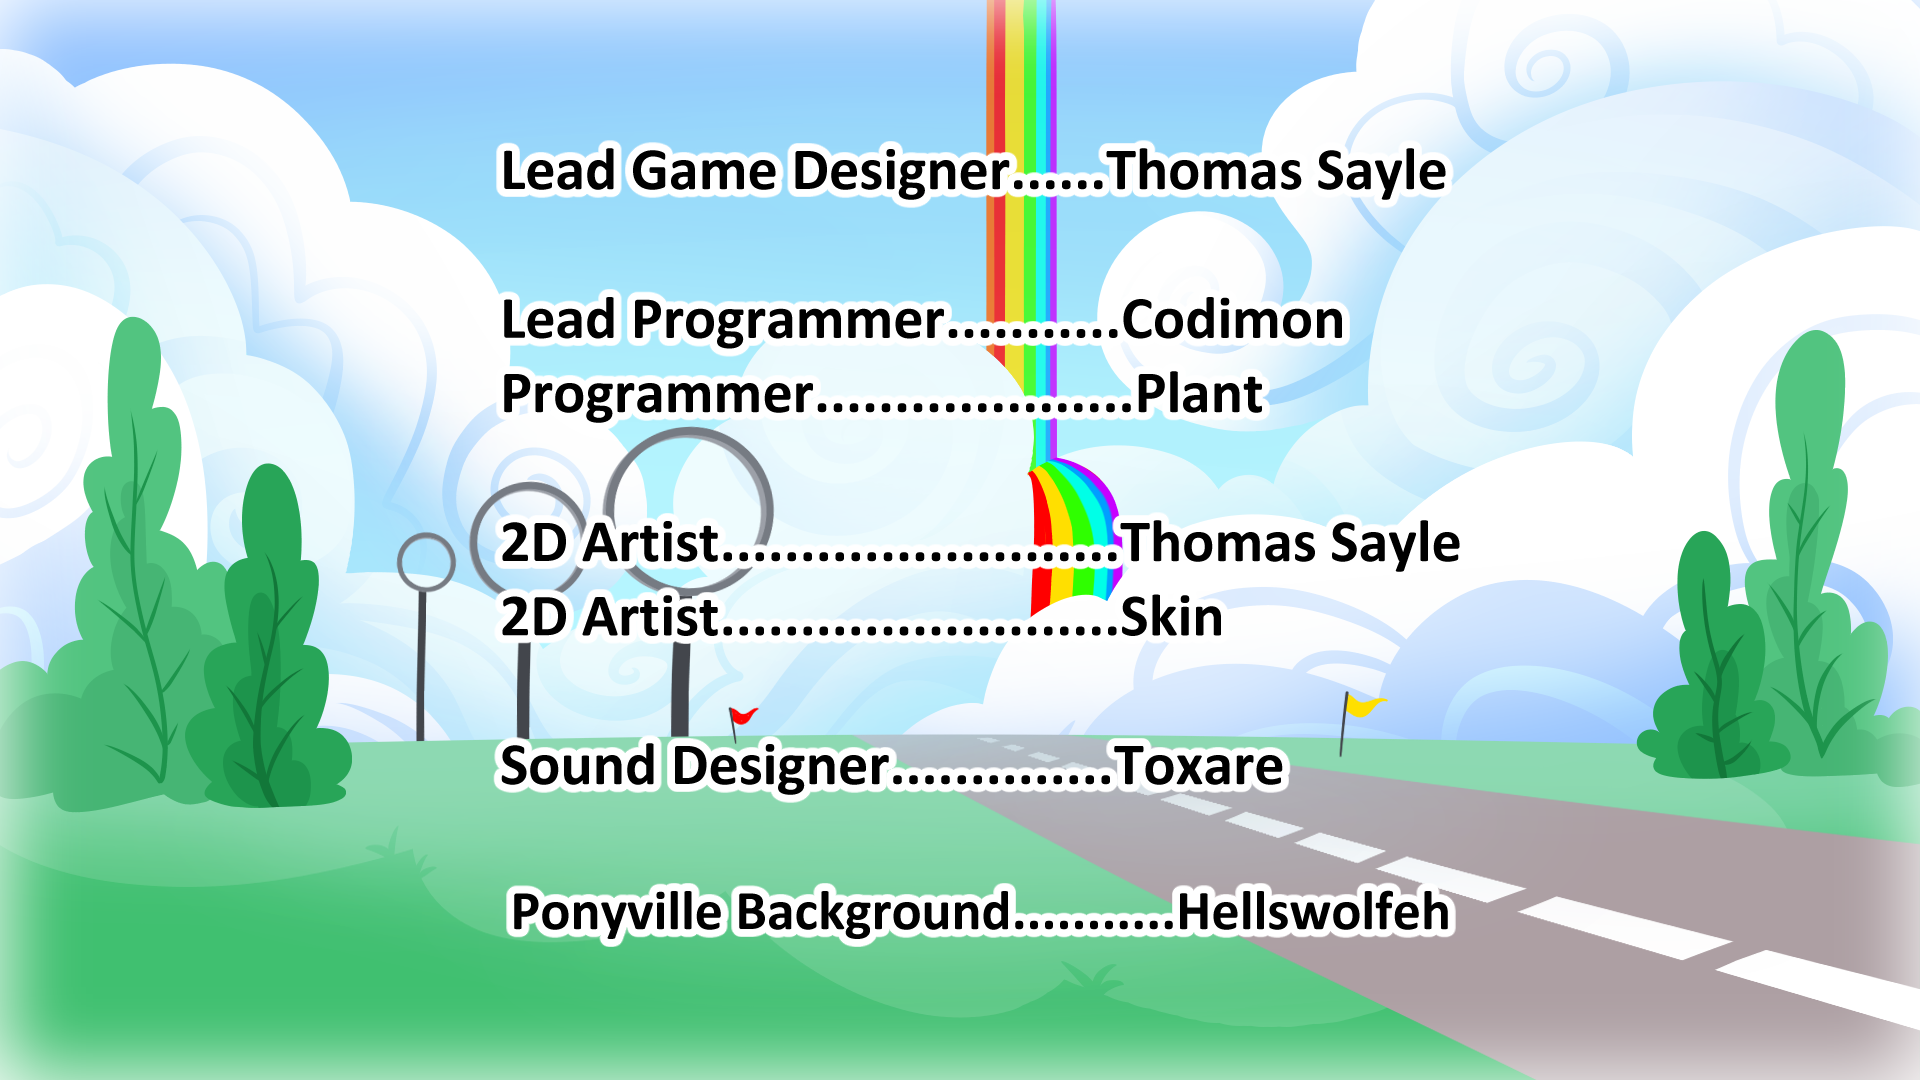 Lead Game Designer......Thomas Sayle
Lead Programmer...........Codimon
Programmer....................Plant
2D Artist.........................Thomas Sayle
2D Artist.........................Skin
Sound Designer..............Toxare
Ponyville Background...........Hellswolfeh